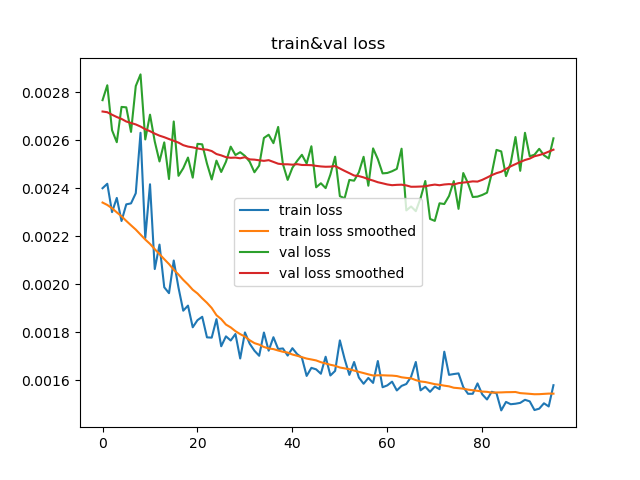 train&val loss
0.0028
0.0026
0.0024
0.0022
0.0020
0.0018
0.0016
train loss
train loss smoothed
val loss
val loss smoothed
0 20 40 60 80